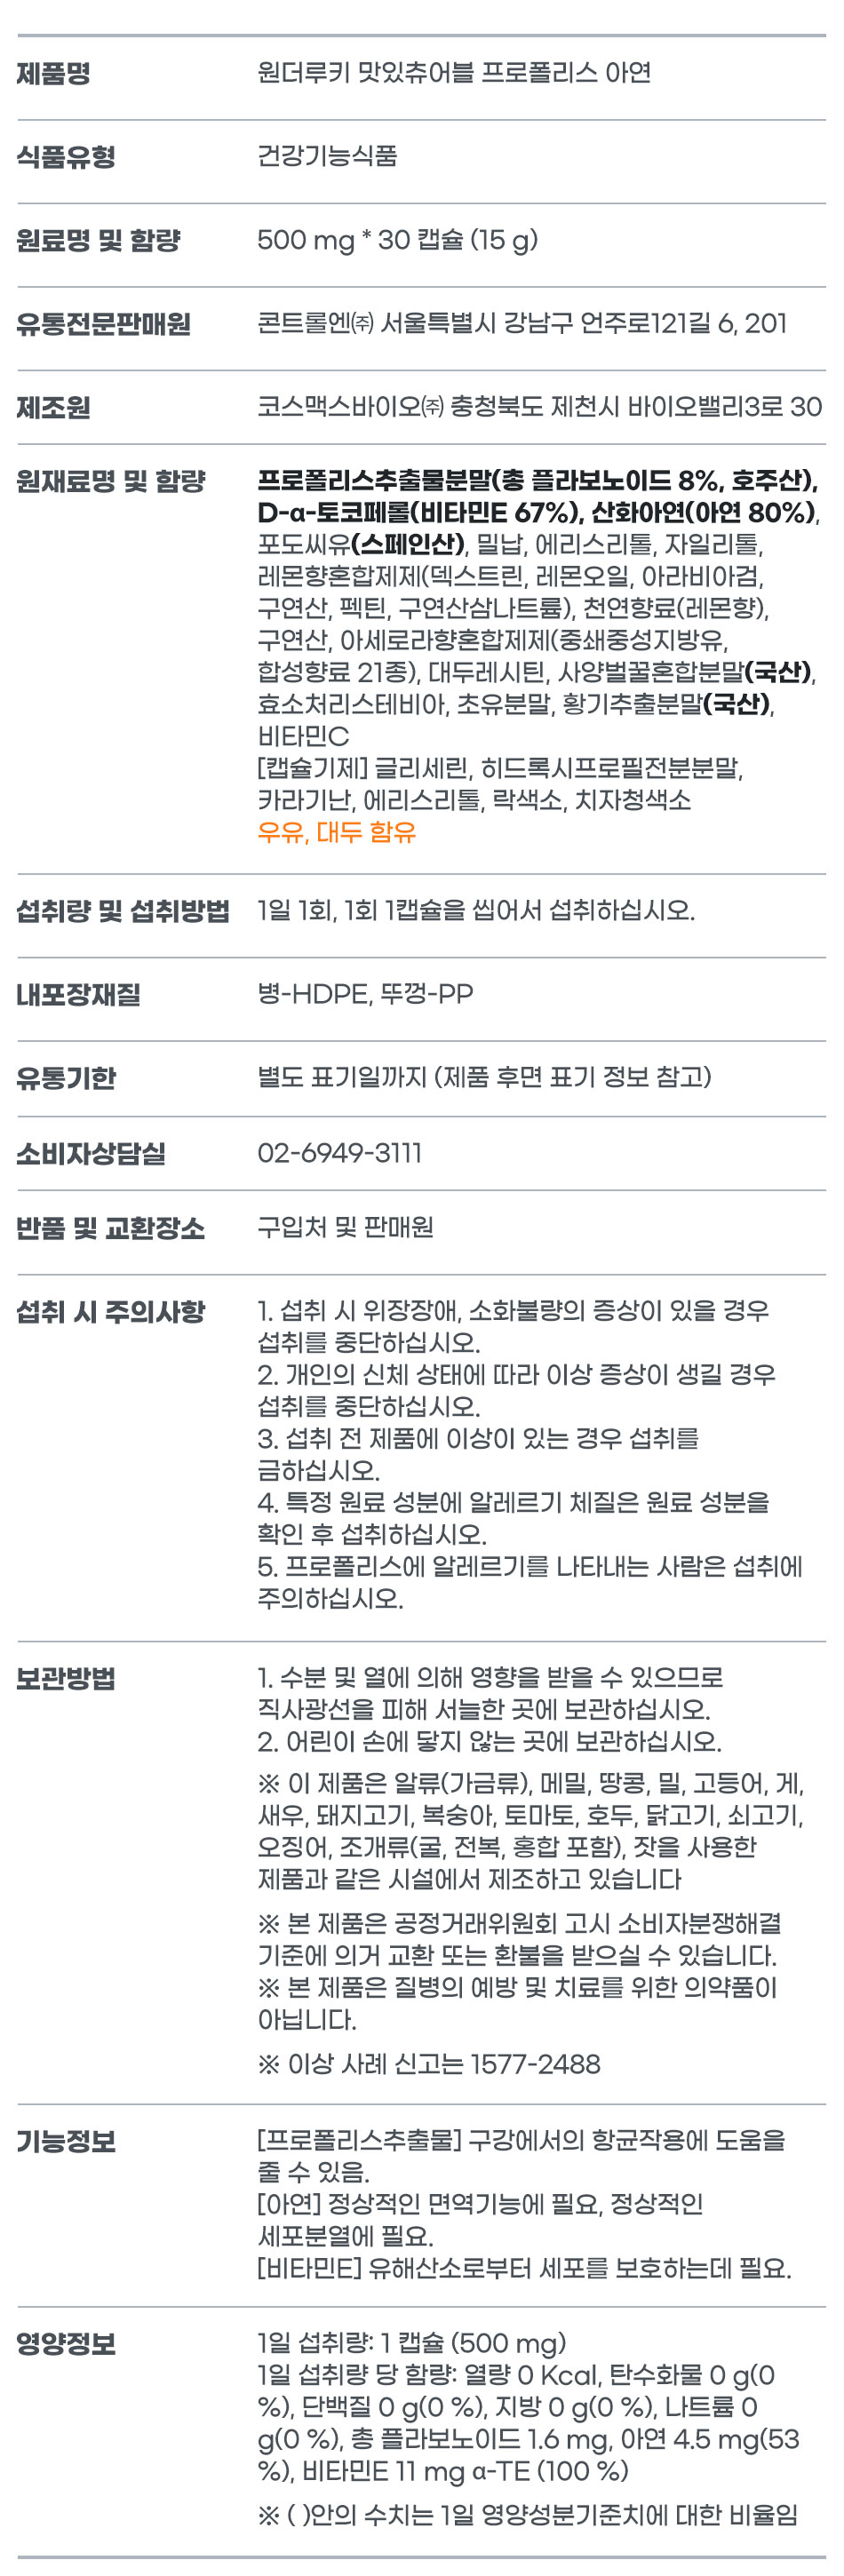 제품명 원더루키 맛있츄어블 프로폴리스 아연
식품유형 건강기능식품
원료명 및 함량 500 mg * 30 캡슐 (15 g)
유통전문판매원 콘트롤엔㈜ 서울특별시 강남구 언주로121길 6, 201
제조원 코스맥스바이오㈜ 충청북도 제천시 바이오밸리3로 30
원재료명 및 함량 프로폴리스추출물분말(총 플라보노이드 8%, 호주산),
D-α-토코페롤(비타민E 67%), 산화아연(아연 80%),
포도씨유(스페인산), 밀납, 에리스리톨, 자일리톨,
레몬향혼합제제(덱스트린, 레몬오일, 아라비아검,
구연산, 펙틴, 구연산삼나트륨), 천연향료(레몬향),
구연산, 아세로라향혼합제제(중쇄중성지방유,
합성향료 21종), 대두레시틴, 사양벌꿀혼합분말(국산),
효소처리스테비아, 초유분말, 황기추출분말(국산),
비타민C
[캡슐기제] 글리세린, 히드록시프로필전분분말,
카라기난, 에리스리톨, 락색소, 치자청색소
우유, 대두 함유
섭취량 및 섭취방법 1일 1회, 1회 1캡슐을 씹어서 섭취하십시오.
내포장재질 병-HDPE, 뚜껑-PP
유통기한 별도 표기일까지 (제품 후면 표기 정보 참고)
소비자상담실 02-6949-3111
반품 및 교환장소 구입처 및 판매원
섭취 시 주의사항 1. 섭취 시 위장장애, 소화불량의 증상이 있을 경우
섭취를 중단하십시오.
2. 개인의 신체 상태에 따라 이상 증상이 생길 경우
섭취를 중단하십시오.
3. 섭취 전 제품에 이상이 있는 경우 섭취를
금하십시오.
4. 특정 원료 성분에 알레르기 체질은 원료 성분을
확인 후 섭취하십시오.
5. 프로폴리스에 알레르기를 나타내는 사람은 섭취에
주의하십시오.
보관방법 1. 수분 및 열에 의해 영향을 받을 수 있으므로
직사광선을 피해 서늘한 곳에 보관하십시오.
2. 어린이 손에 닿지 않는 곳에 보관하십시오.
※ 이 제품은 알류(가금류), 메밀, 땅콩, 밀, 고등어, 게,
새우, 돼지고기, 복숭아, 토마토, 호두, 닭고기, 쇠고기,
오징어, 조개류(굴, 전복, 홍합 포함), 잣을 사용한
제품과 같은 시설에서 제조하고 있습니다
※ 본 제품은 공정거래위원회 고시 소비자분쟁해결
기준에 의거 교환 또는 환불을 받으실 수 있습니다.
※ 본 제품은 질병의 예방 및 치료를 위한 의약품이
아닙니다.
※ 이상 사례 신고는 1577-2488
기능정보 [프로폴리스추출물] 구강에서의 항균작용에 도움을
줄 수 있음.
[아연] 정상적인 면역기능에 필요, 정상적인
세포분열에 필요.
[비타민E] 유해산소로부터 세포를 보호하는데 필요.
영양정보 1일 섭취량: 1 캡슐 (500 mg)
1일 섭취량 당 함량: 열량 0 Kcal, 탄수화물 0 g(0
%), 단백질 0 g(0 %), 지방 0 g(0 %), 나트륨 0
g(0 %), 총 플라보노이드 1.6 mg, 아연 4.5 mg(53
%), 비타민E 11 mg α-TE (100 %)
※ ( )안의 수치는 1일 영양성분기준치에 대한 비율임